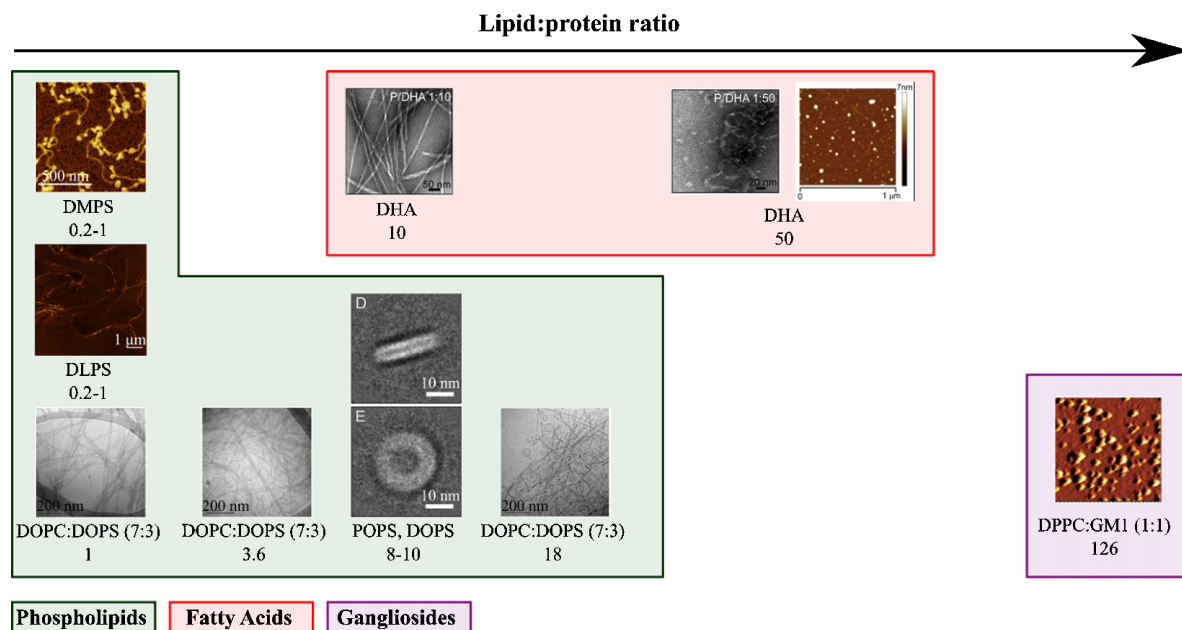 Lipid:protein ratio
500 nm
DMPS
0.2-1
1 μm
DLPS
0.2-1
P/DHA 1:10
50 nm
DHA
10
P/DHA 1:50
20 nm
7nm
0
0 1 μm
DHA
50
200 nm
DOPC:DOPS (7:3)
1
200 nm
DOPC:DOPS (7:3)
3.6
D
10 nm
E
10 nm
POPS, DOPS
8-10
200 nm
DOPC:DOPS (7:3)
18
DPPC:GM1 (1:1)
126
Phospholipids
Fatty Acids
Gangliosides